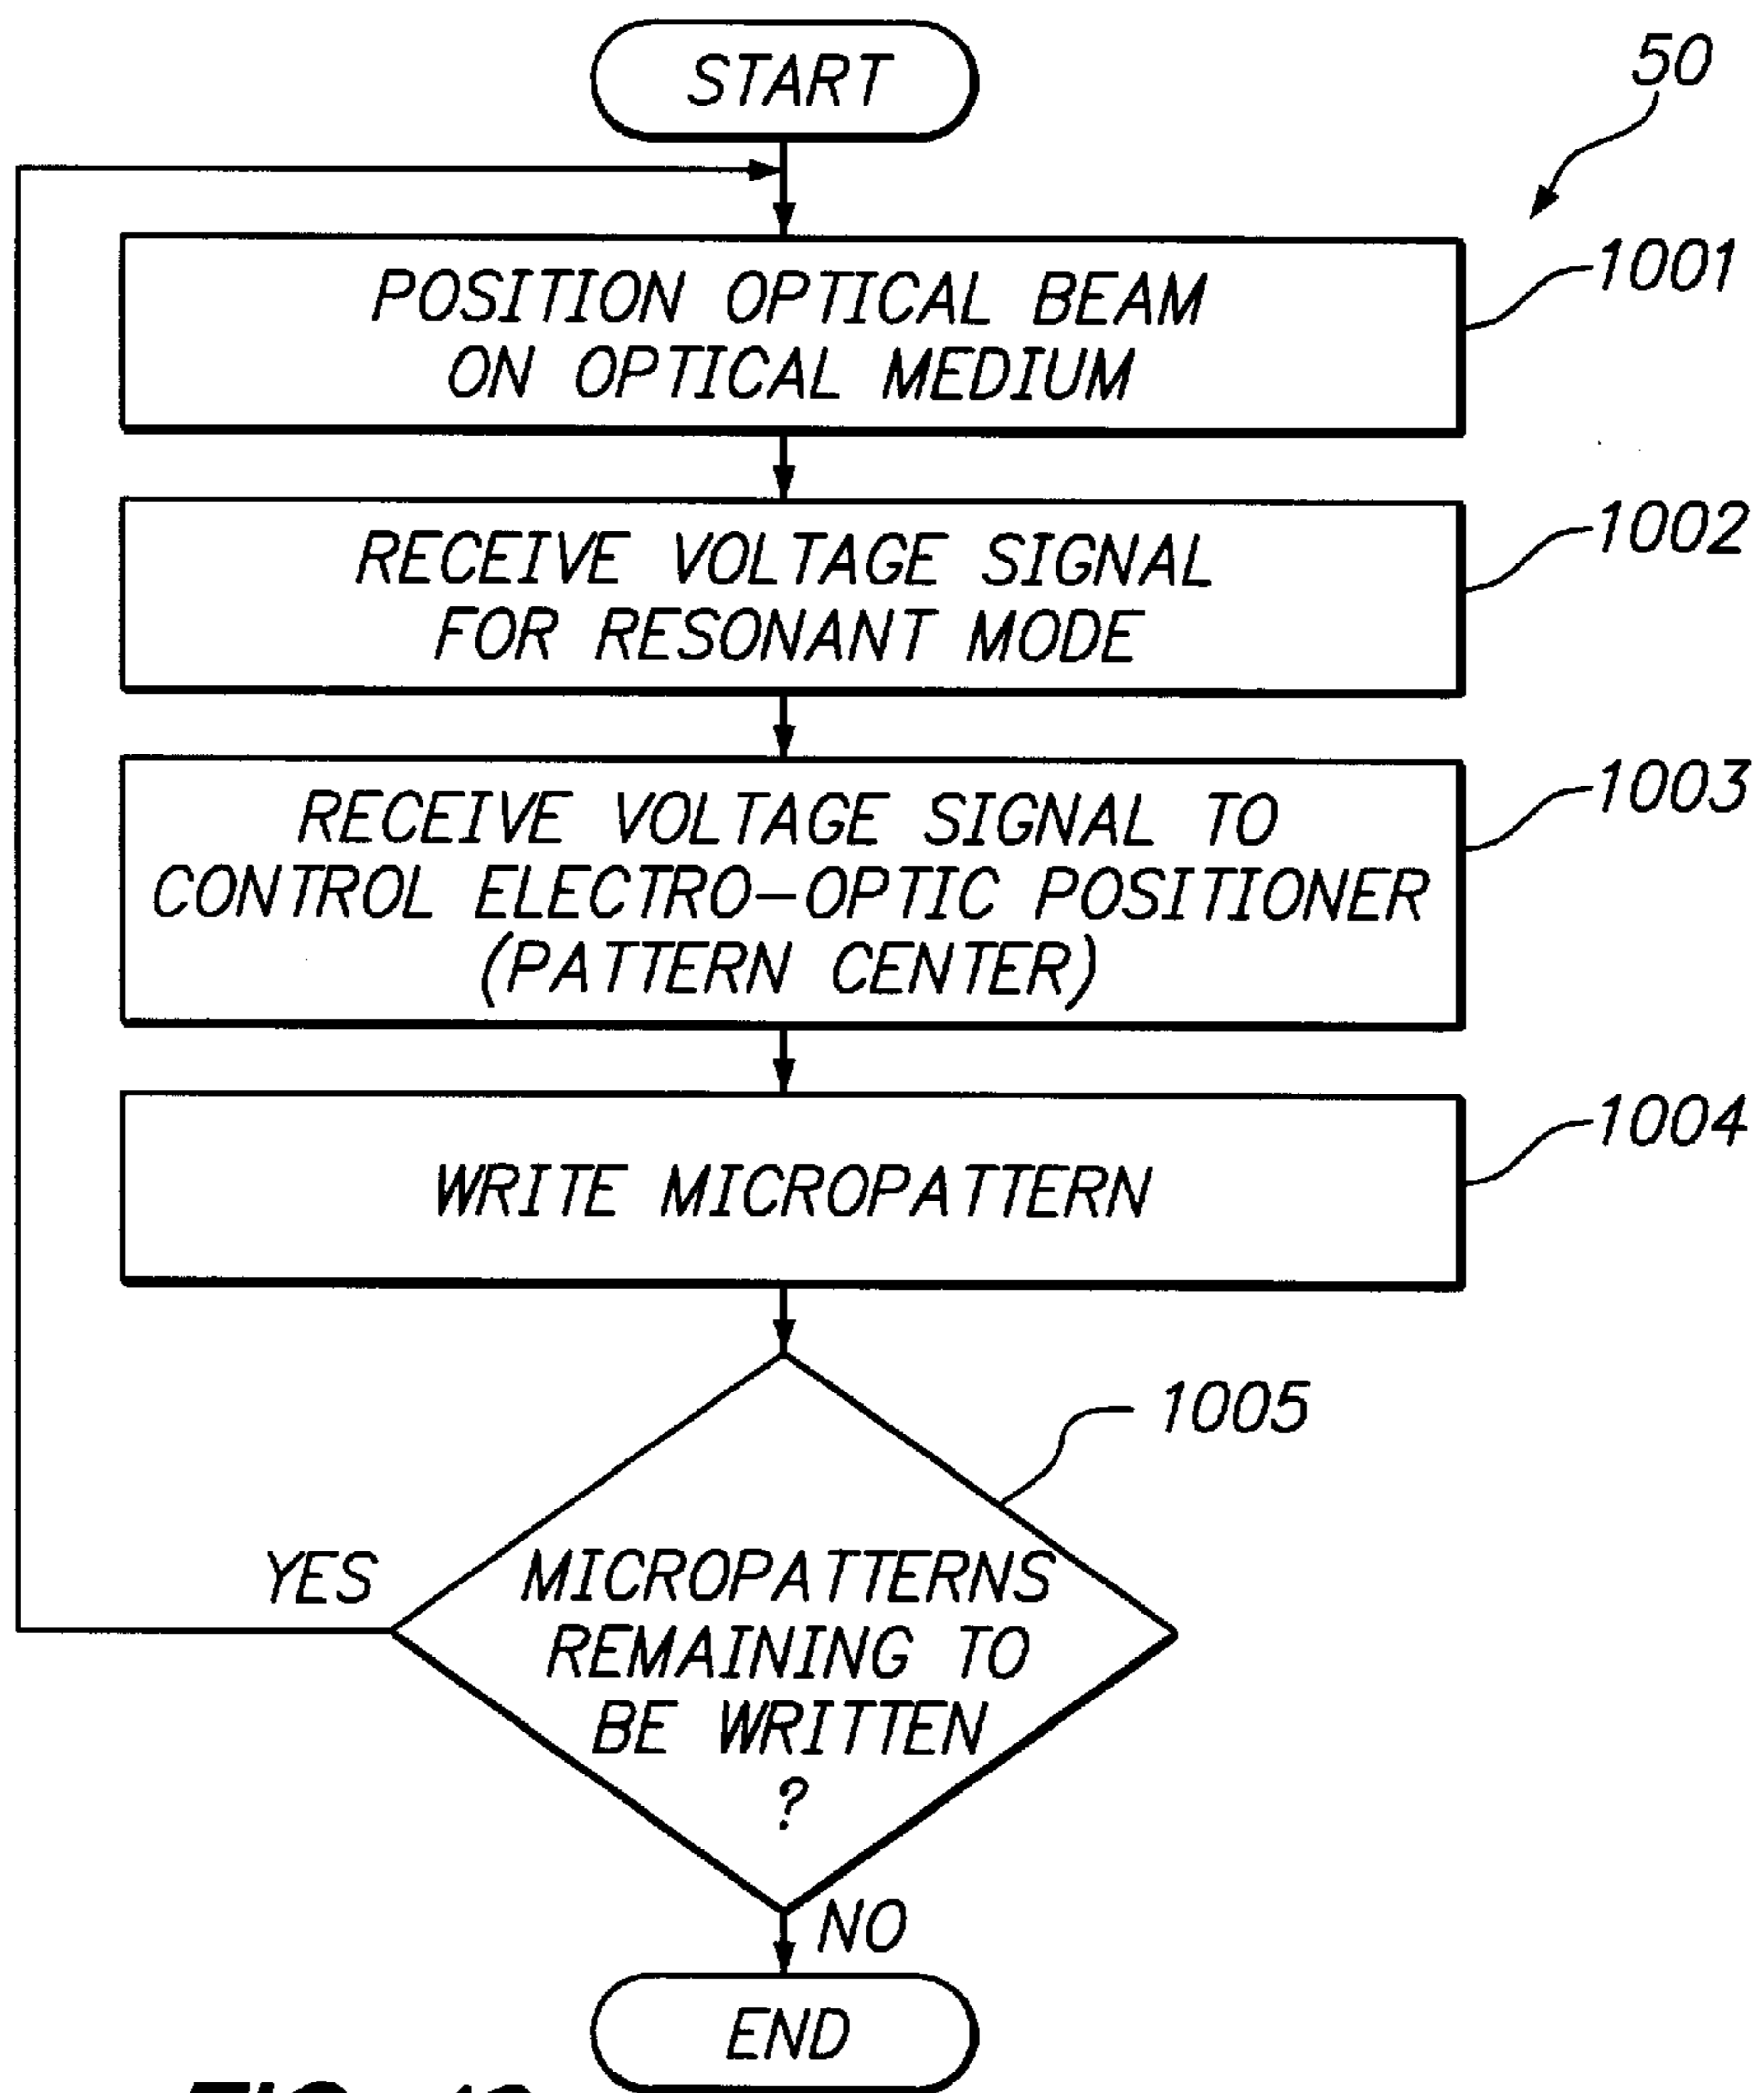 START
50
POSITION OPTICAL BEAM
ON OPTICAL MEDIUM
1001
RECEIVE VOLTAGE SIGNAL
FOR RESONANT MODE
1002
RECEIVE VOLTAGE SIGNAL TO
CONTROL ELECTRO-OPTIC POSITIONER
(PATTERN CENTER)
1003
WRITE MICROPATTERN
1004
1005
MICROPATTERNS
REMAINING TO
BE WRITTEN
?
YES
NO
END